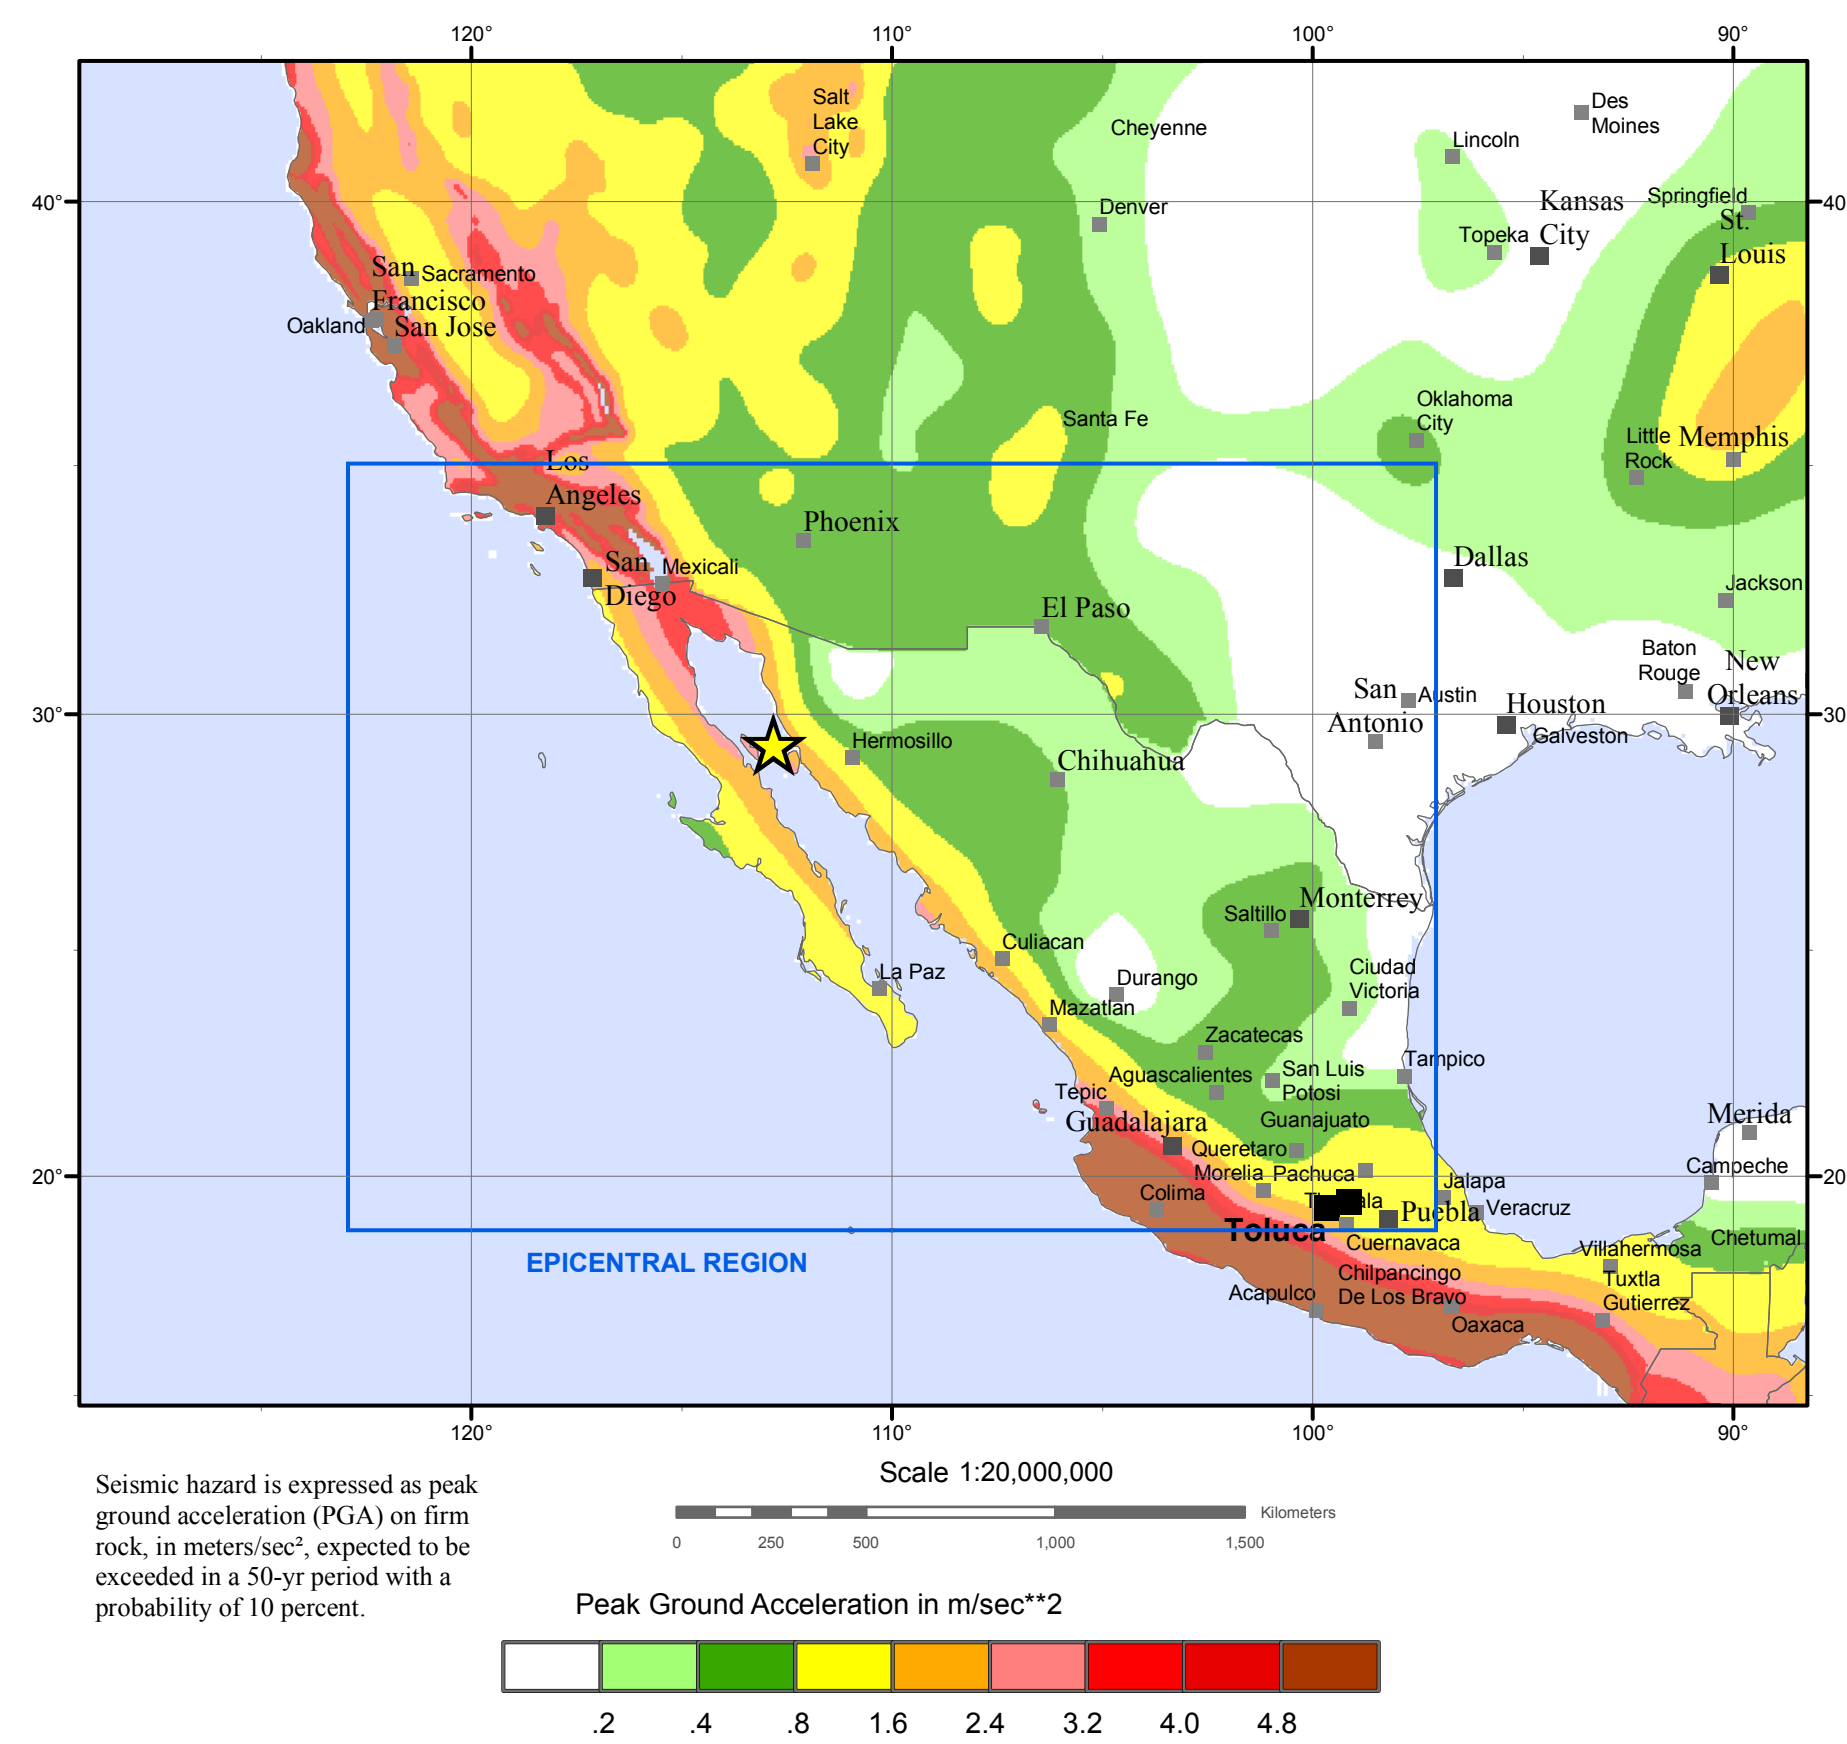 120°
110°
100°
90°
Salt
Lake
City
Cheyenne
Des
Moines
Lincoln
40°
40
Denver
Kansas
City
Topeka
Springfield
St.
Louis
San
Francisco
Sacramento
Oakland
San Jose
Santa Fe
Oklahoma
City
Little
Rock
Memphis
Los
Angeles
Phoenix
San
Diego
Mexicali
Dallas
Jackson
El Paso
Baton
Rouge
New
Orleans
San
Antonio
Austin
Houston
Galveston
30°
30
Hermosillo
Chihuahua
Monterrey
Saltillo
Culiacan
La Paz
Durango
Ciudad
Victoria
Mazatlan
Zacatecas
Tampico
Aguascalientes
San Luis
Potosi
Tepic
Guadalajara
Guanajuato
Merida
Queretaro
Morelia
Pachuca
Campeche
20°
20
Colima
Jalapa
Toluca
Puebla
Veracruz
Chetumal
Cuernavaca
Villahermosa
EPICENTRAL REGION
Chilpancingo
De Los Bravo
Tuxtla
Gutierrez
Acapulco
Oaxaca
120°
110°
100°
90°
Scale 1:20,000,000
Kilometers
0
250
500
1,000
1,500
Seismic hazard is expressed as peak
ground acceleration (PGA) on firm
rock, in meters/sec², expected to be
exceeded in a 50-yr period with a
probability of 10 percent.
Peak Ground Acceleration in m/sec**2
.2
.4
.8
1.6
2.4
3.2
4.0
4.8